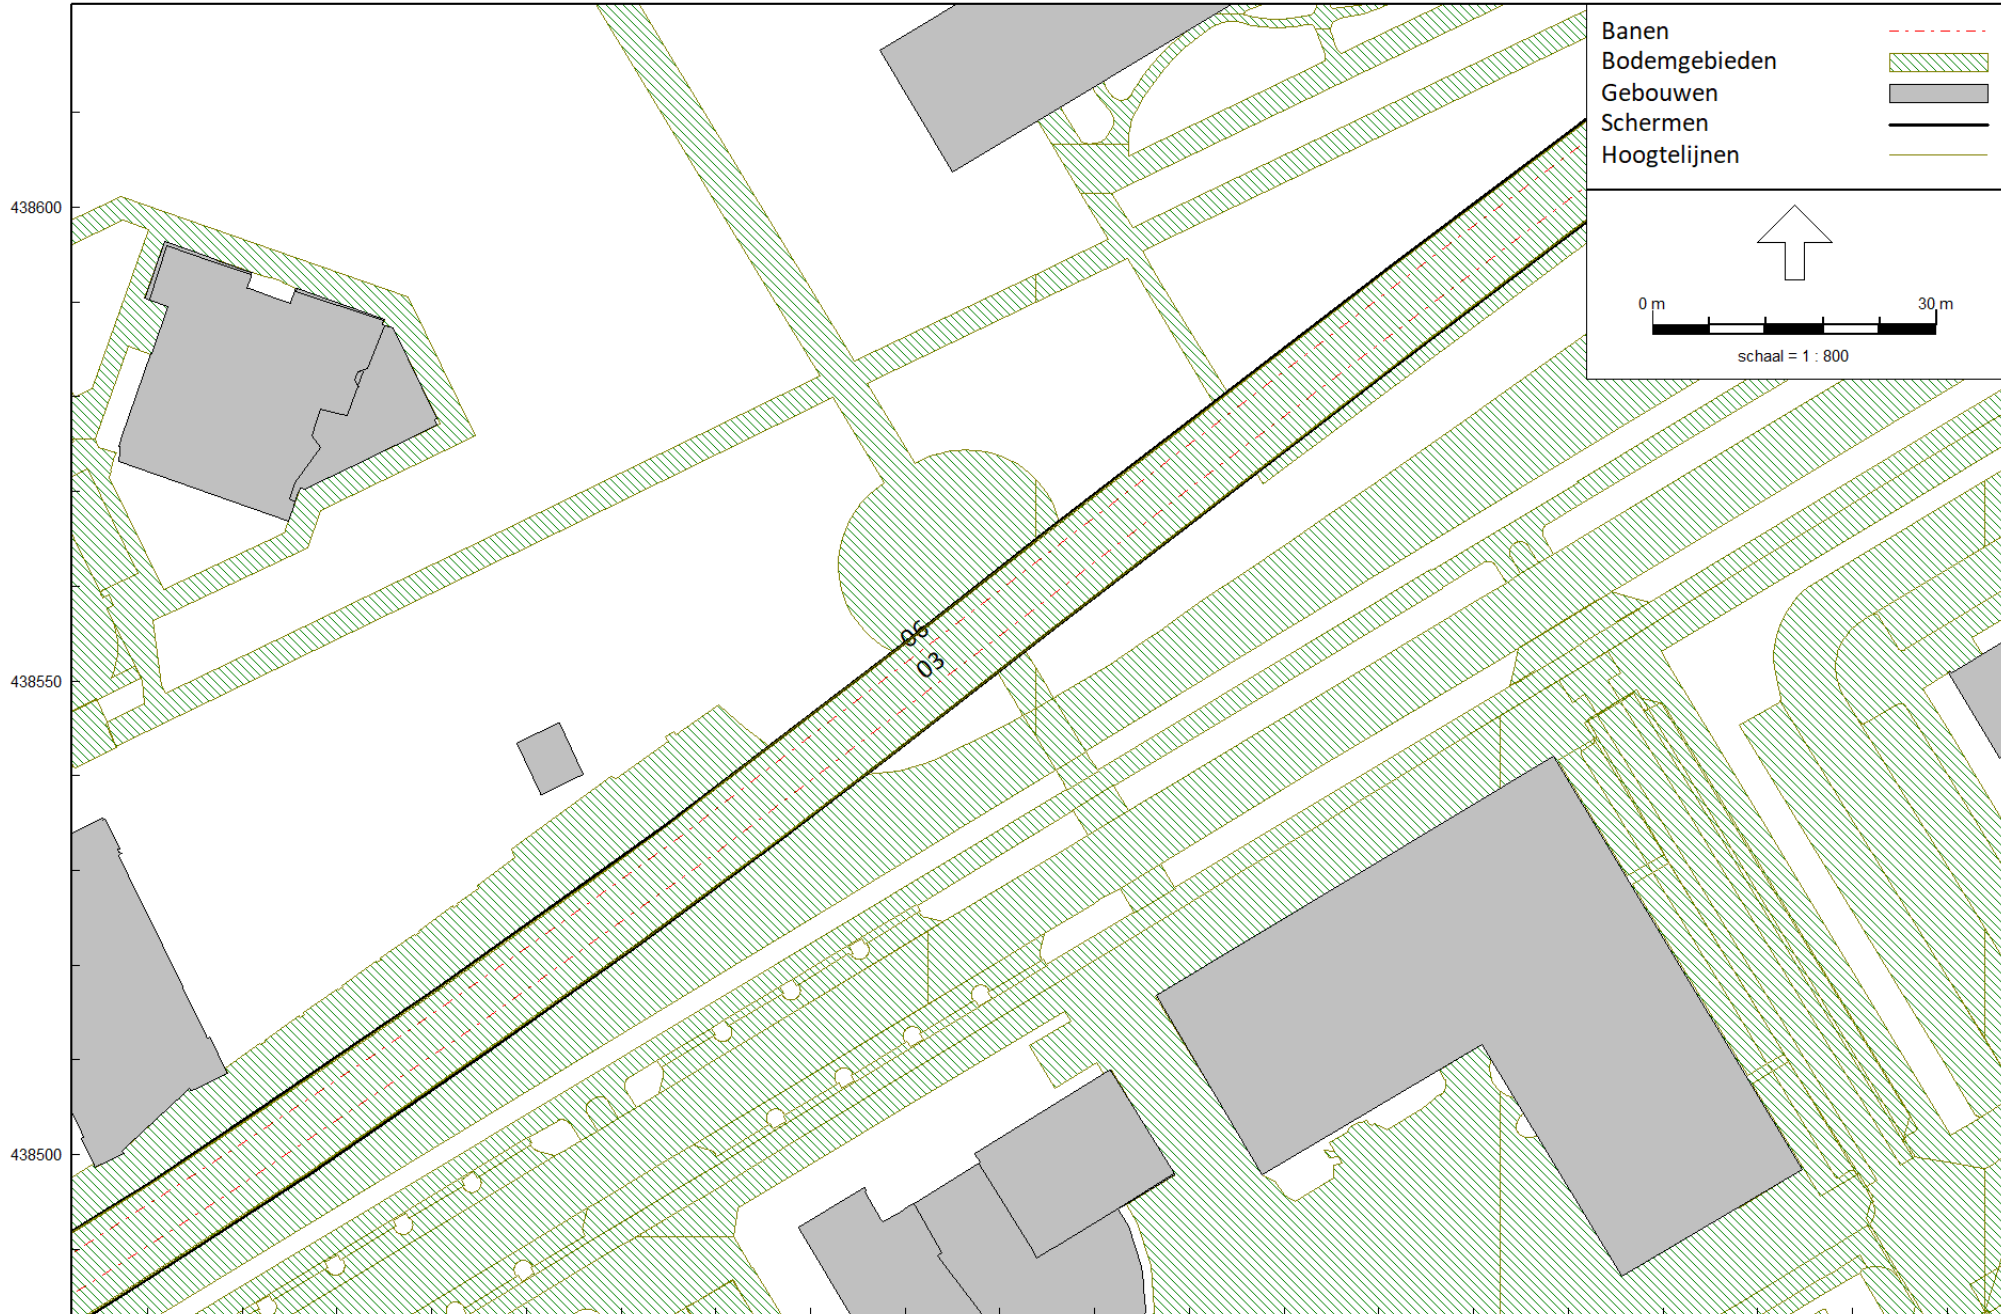 Banen
Bodemgebieden
Gebouwen
Schermen
Hoogtelijnen
0 m 30 m
schaal = 1 : 800
438600
438550
438500
06
03